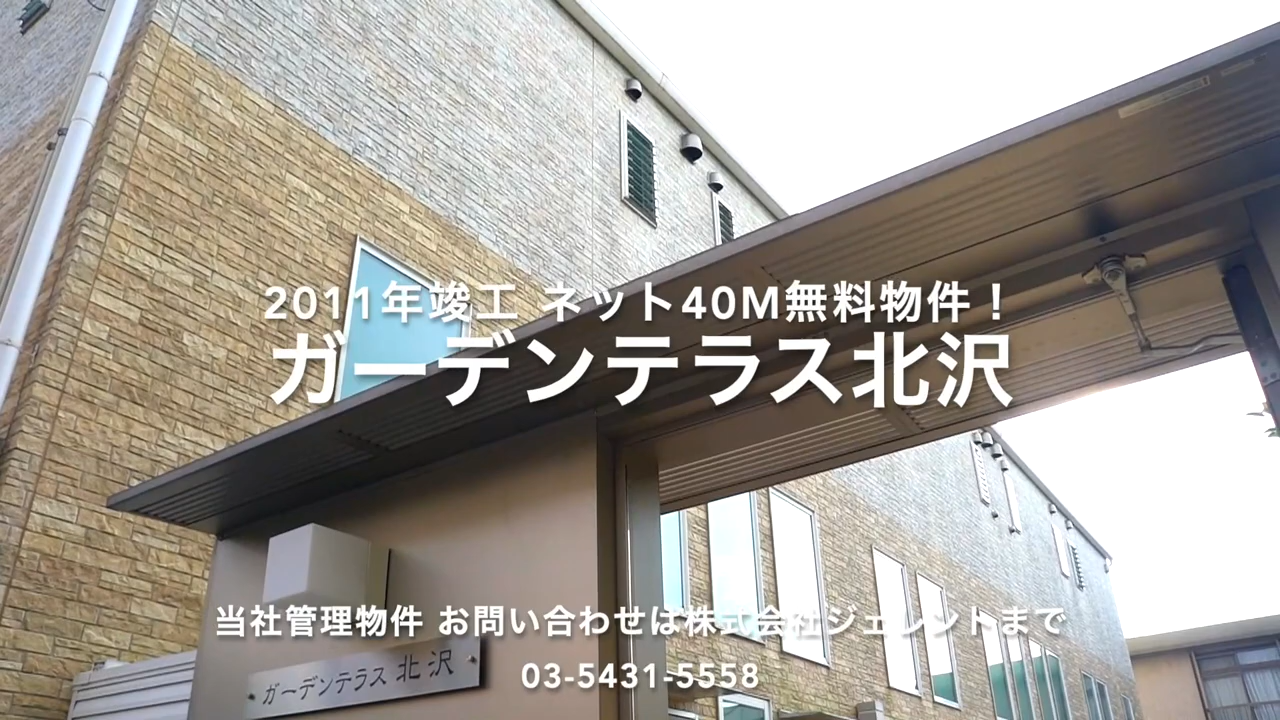 2011年竣工 ネット40M無料物件！
ガーデンテラス北沢
当社管理物件 お問い合わせは株式会社ジェレントまで
03-5431-5558
ガーデンテラス 北沢